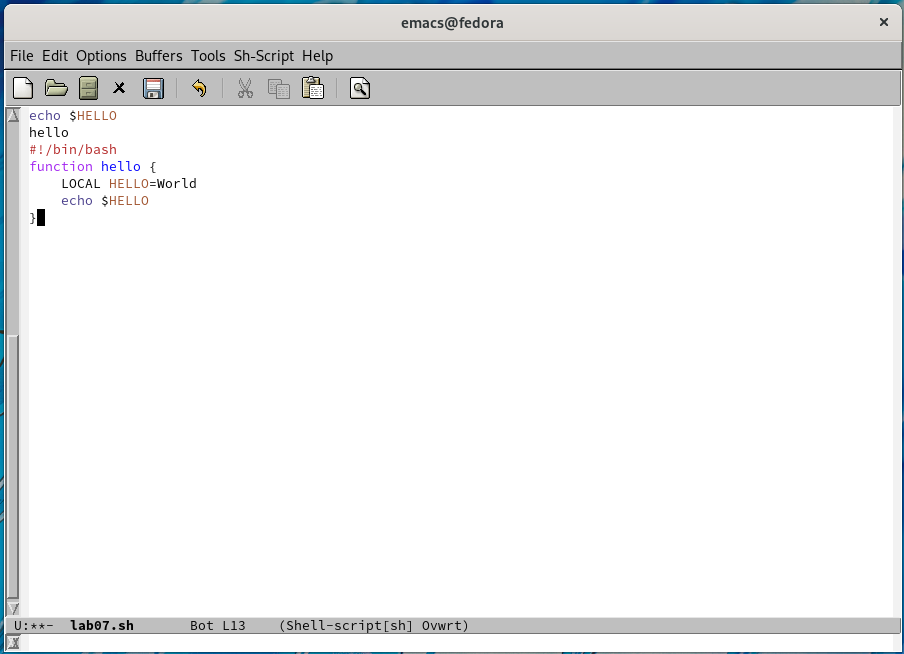 emacs@fedora
File Edit Options Buffers Tools Sh-Script Help
echo $HELLO
hello
#!/bin/bash
function hello {
    LOCAL HELLO=World
    echo $HELLO
}
U:**-  lab07.sh       Bot L13    (Shell-script[sh] Ovwrt)